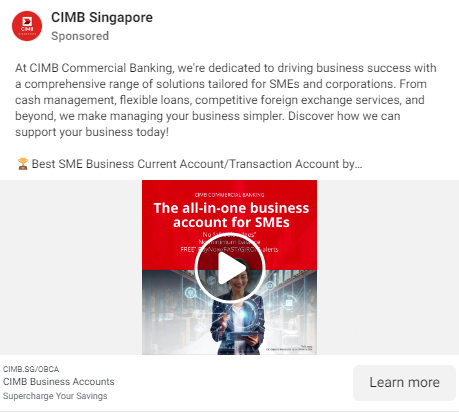 CIMB Singapore
Sponsored
At CIMB Commercial Banking, we're dedicated to driving business success with
a comprehensive range of solutions tailored for SMEs and corporations. From
cash management, flexible loans, competitive foreign exchange services, and
beyond, we make managing your business simpler. Discover how we can
support your business today!
🏆 Best SME Business Current Account/Transaction Account by…
CIMB COMMERCIAL BANKING
The all-in-one business
account for SMEs
No
No minimum balance
FREE* PayNow/FAST/GIRO alerts
CIMB.SG/OBCA
CIMB Business Accounts
Supercharge Your Savings
Learn more